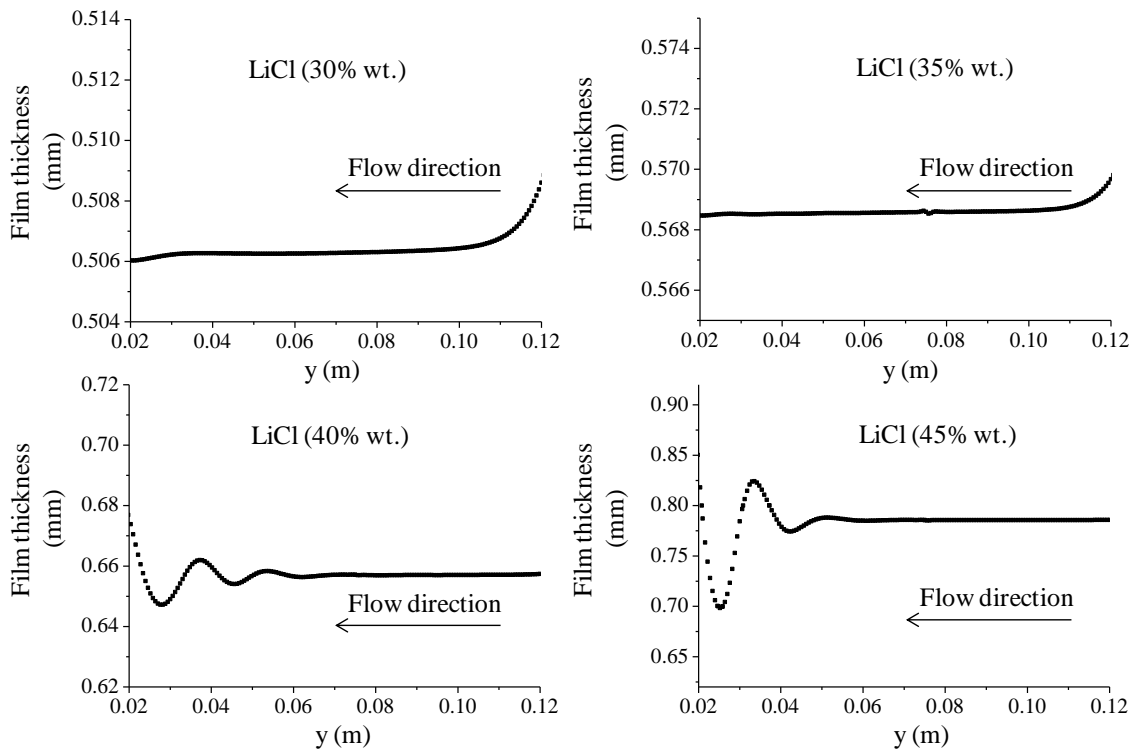 Film thickness
(mm)
0.514
0.512
0.510
0.508
0.506
0.504
LiCl (30% wt.)
Flow direction
0.02 0.04 0.06 0.08 0.10 0.12
y (m)
Film thickness
(mm)
0.574
0.572
0.570
0.568
0.566
LiCl (35% wt.)
Flow direction
0.02 0.04 0.06 0.08 0.10 0.12
y (m)
Film thickness
(mm)
0.72
0.70
0.68
0.66
0.64
0.62
LiCl (40% wt.)
Flow direction
0.02 0.04 0.06 0.08 0.10 0.12
y (m)
Film thickness
(mm)
0.90
0.85
0.80
0.75
0.70
0.65
LiCl (45% wt.)
Flow direction
0.02 0.04 0.06 0.08 0.10 0.12
y (m)